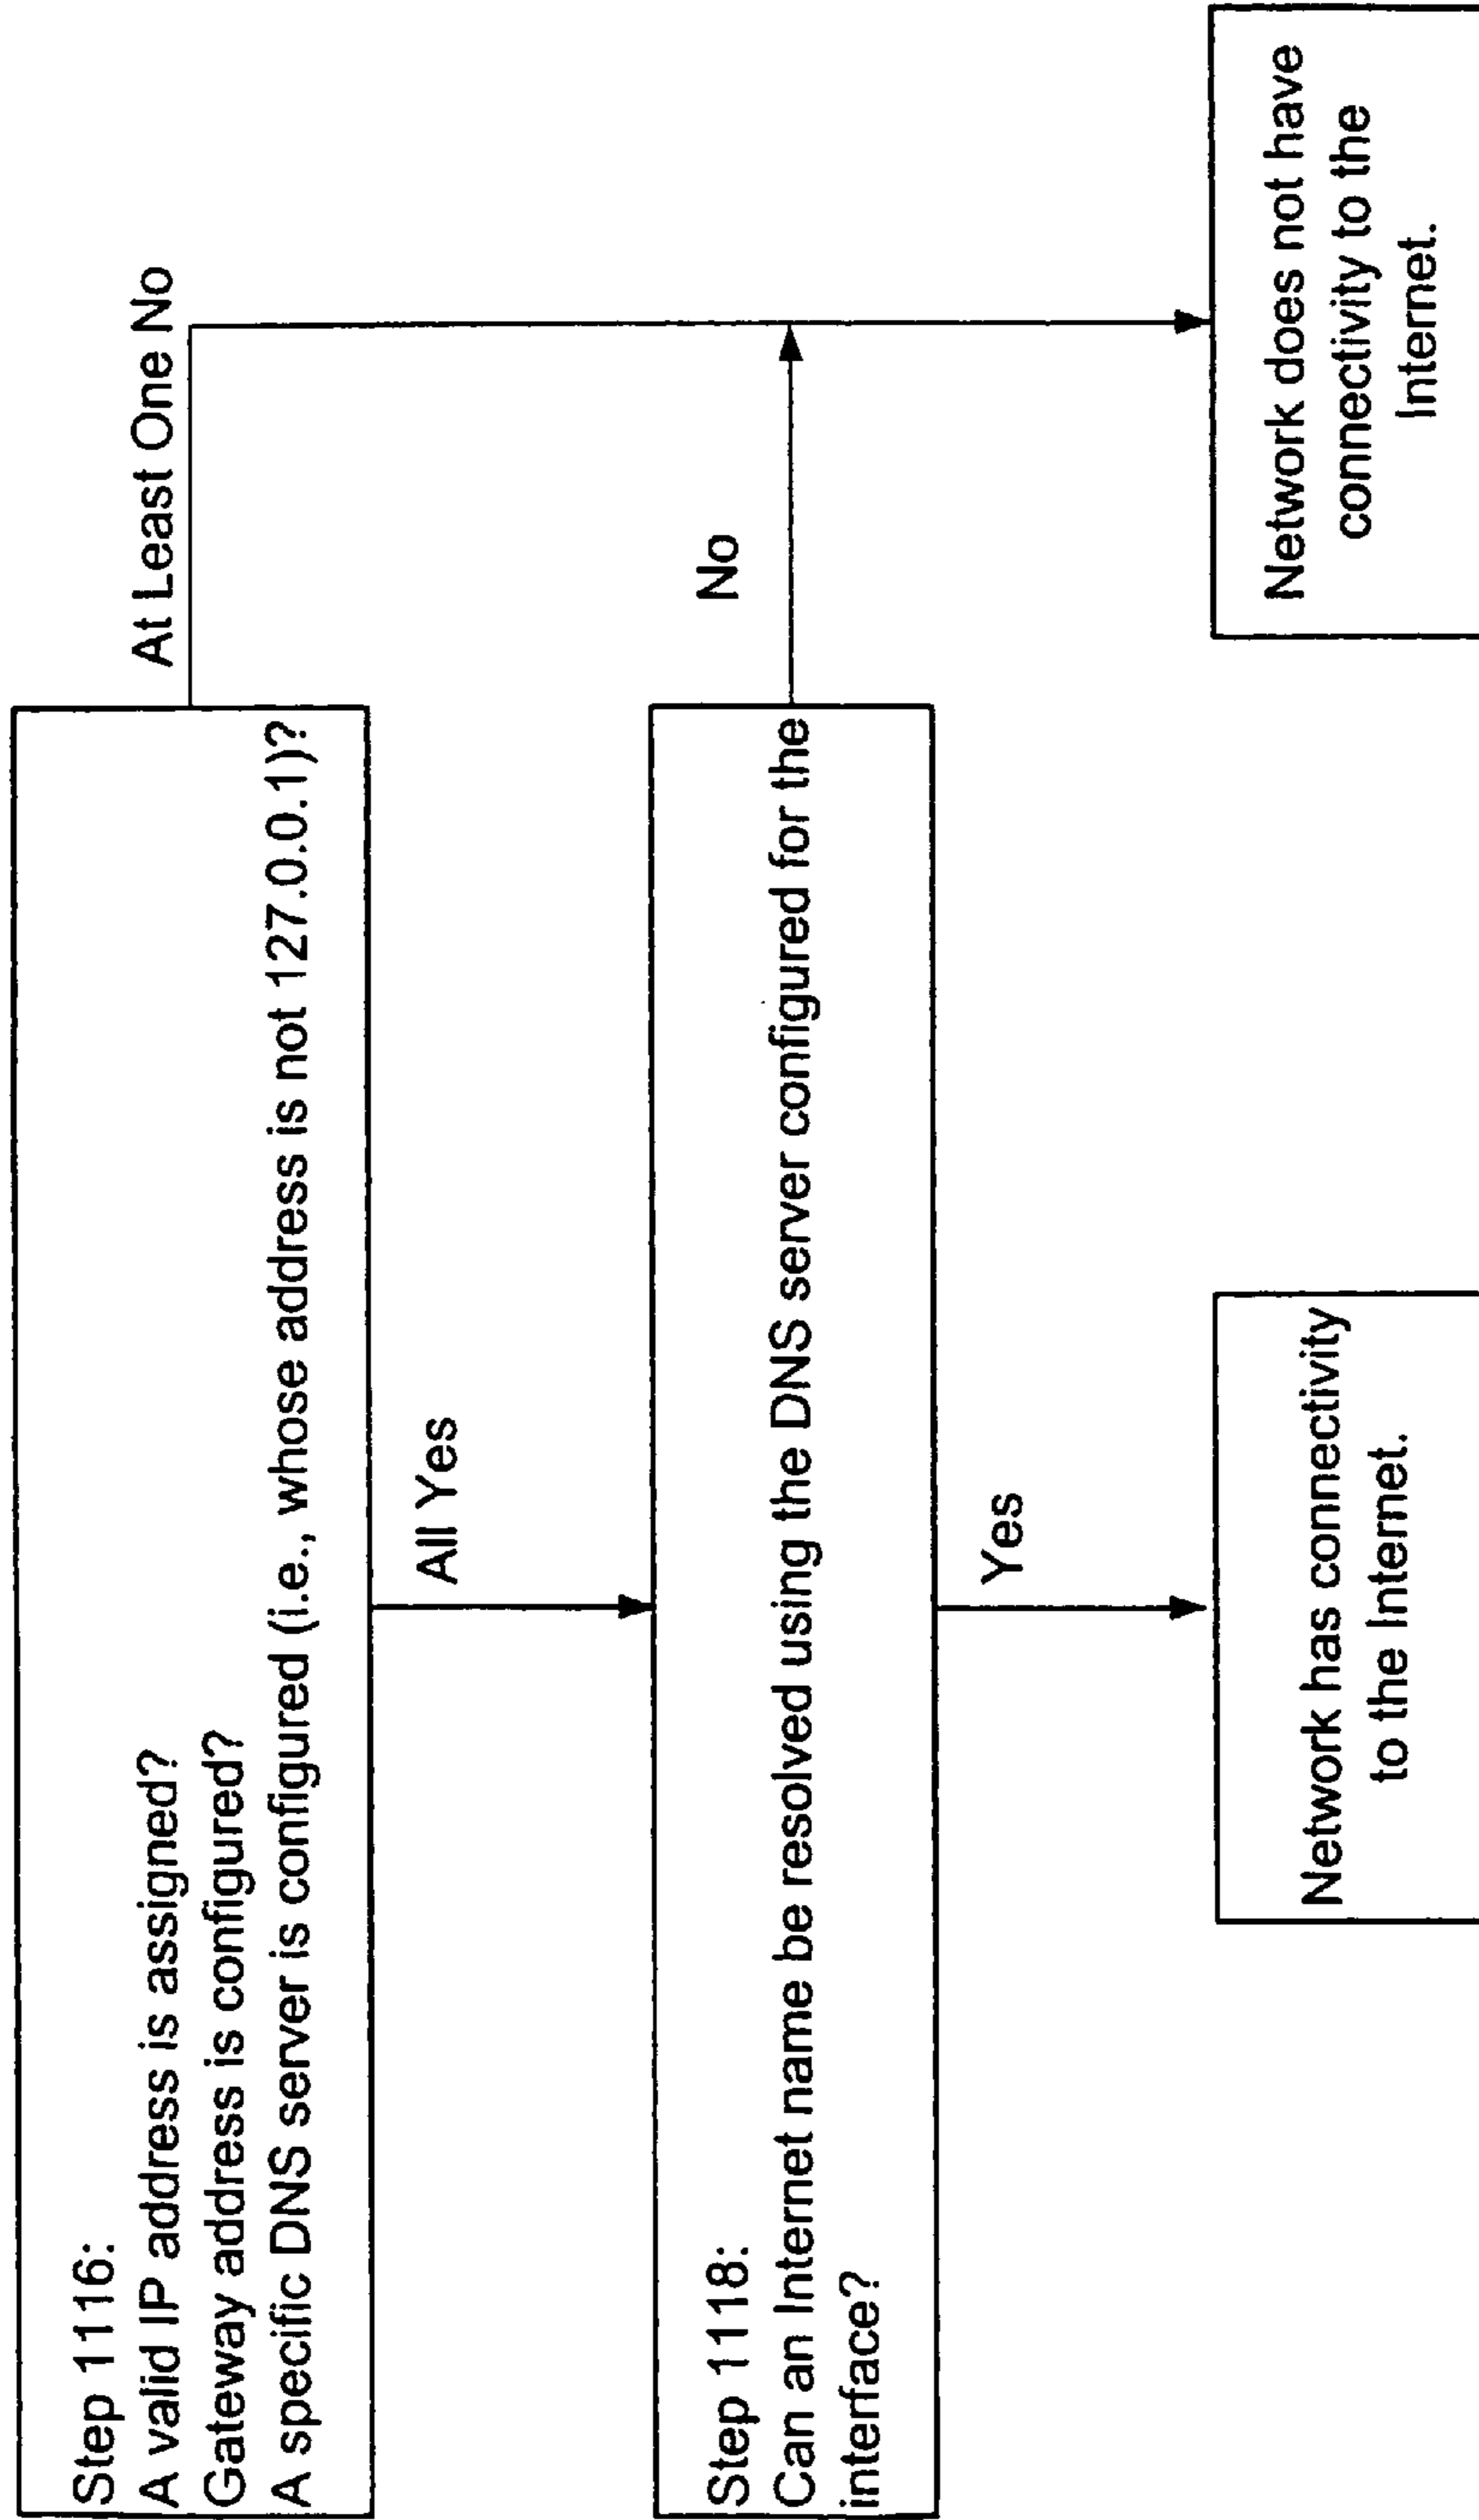 Step 1116:
A valid IP address is assigned?
Gateway address is configured?
A specific DNS server is configured (i.e., whose address is not 127.0.0.1)?
At Least One No
All Yes
Step 1118:
Can an Internet name be resolved using the DNS server configured for the
interface?
No
Yes
Network has connectivity
to the Internet.
Network does not have
connectivity to the
Internet.